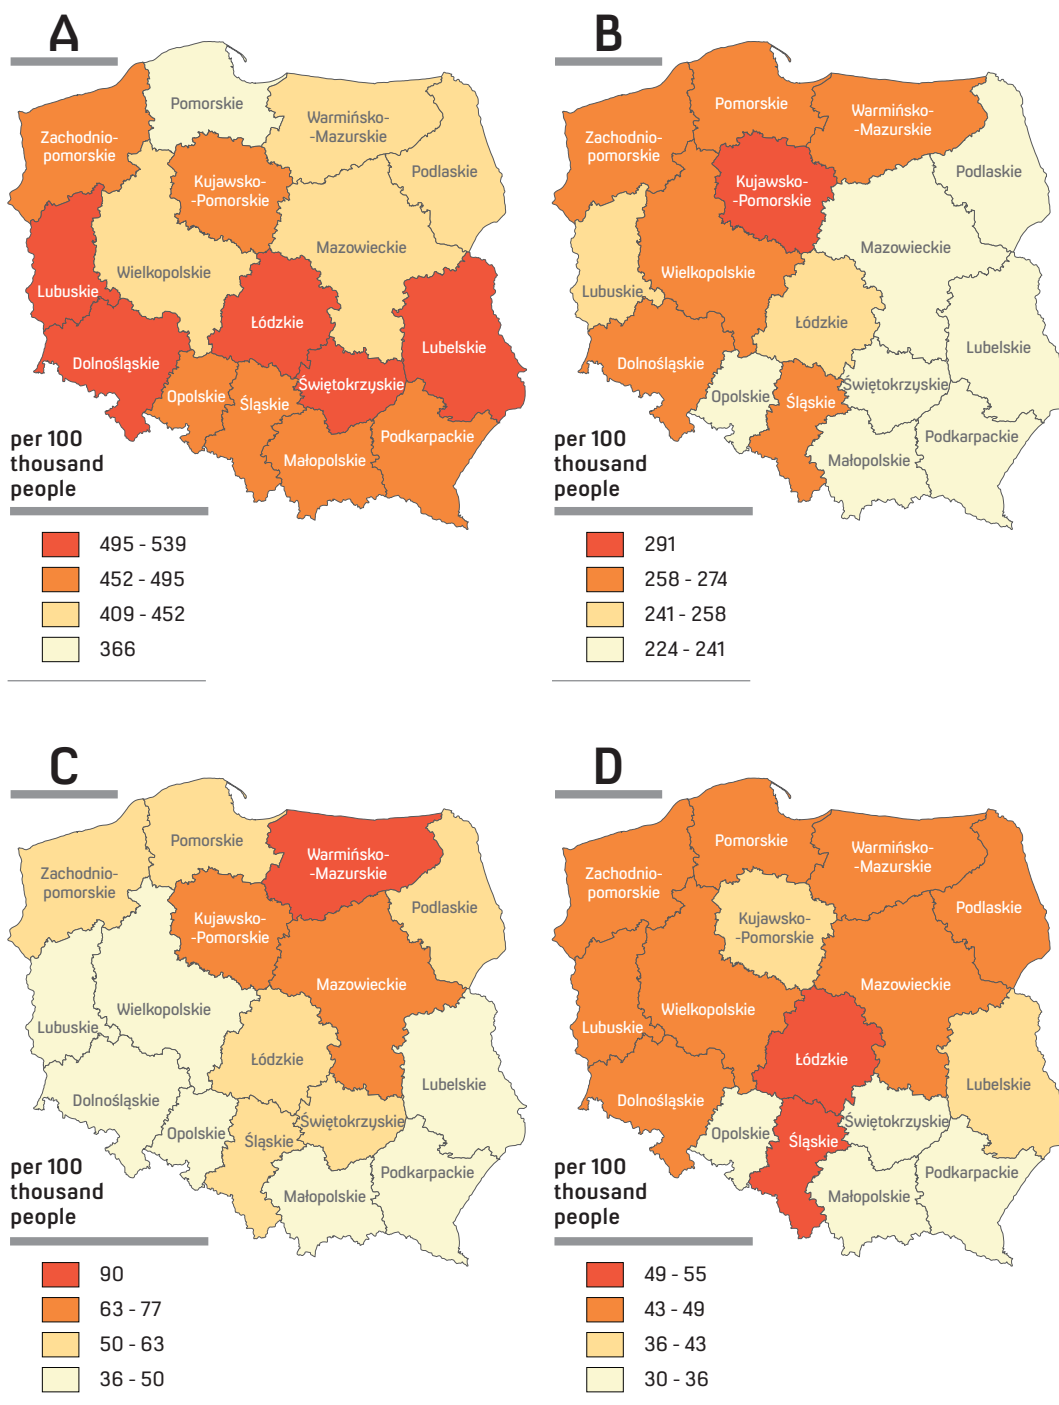 A
Pomorskie
Warmińsko-
-Mazurskie
Zachodnio-
pomorskie
Podlaskie
Kujawsko-
-Pomorskie
Mazowieckie
Wielkopolskie
Lubuskie
Łódzkie
Lubelskie
Dolnośląskie
Świętokrzyskie
Opolskie
Śląskie
Podkarpackie
Małopolskie
per 100
thousand
people
495 - 539
452 - 495
409 - 452
366
B
Pomorskie
Warmińsko-
-Mazurskie
Zachodnio-
pomorskie
Podlaskie
Kujawsko-
-Pomorskie
Mazowieckie
Wielkopolskie
Lubuskie
Łódzkie
Lubelskie
Dolnośląskie
Świętokrzyskie
Opolskie
Śląskie
Podkarpackie
Małopolskie
per 100
thousand
people
291
258 - 274
241 - 258
224 - 241
C
Pomorskie
Warmińsko-
-Mazurskie
Zachodnio-
pomorskie
Podlaskie
Kujawsko-
-Pomorskie
Mazowieckie
Wielkopolskie
Lubuskie
Łódzkie
Lubelskie
Dolnośląskie
Świętokrzyskie
Opolskie
Śląskie
Podkarpackie
Małopolskie
per 100
thousand
people
90
63 - 77
50 - 63
36 - 50
D
Pomorskie
Warmińsko-
-Mazurskie
Zachodnio-
pomorskie
Podlaskie
Kujawsko-
-Pomorskie
Mazowieckie
Wielkopolskie
Lubuskie
Łódzkie
Lubelskie
Dolnośląskie
Świętokrzyskie
Opolskie
Śląskie
Podkarpackie
Małopolskie
per 100
thousand
people
49 - 55
43 - 49
36 - 43
30 - 36